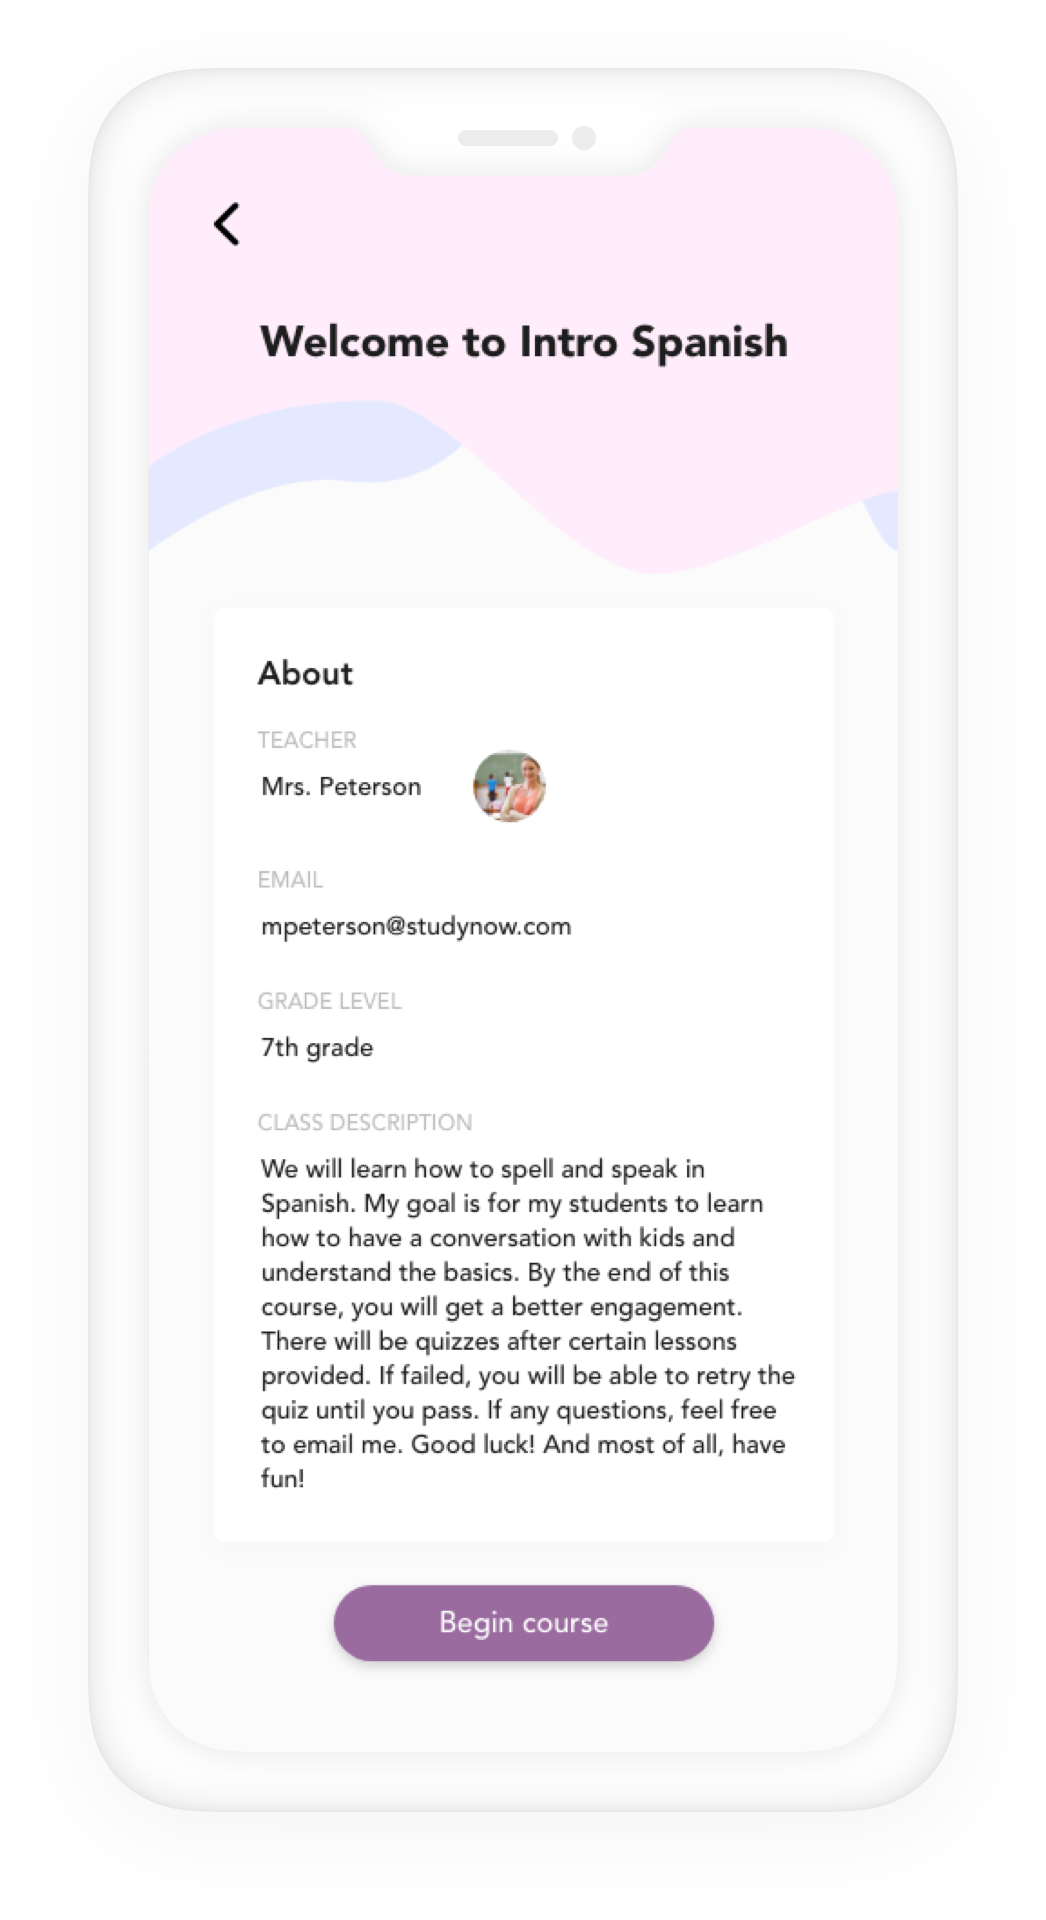 Welcome to Intro Spanish
About
TEACHER
Mrs. Peterson
EMAIL
mpeterson@studynow.com
GRADE LEVEL
7th grade
CLASS DESCRIPTION
We will learn how to spell and speak in
Spanish. My goal is for my students to learn
how to have a conversation with kids and
understand the basics. By the end of this
course, you will get a better engagement.
There will be quizzes after certain lessons
provided. If failed, you will be able to retry the
quiz until you pass. If any questions, feel free
to email me. Good luck! And most of all, have
fun!
Begin course